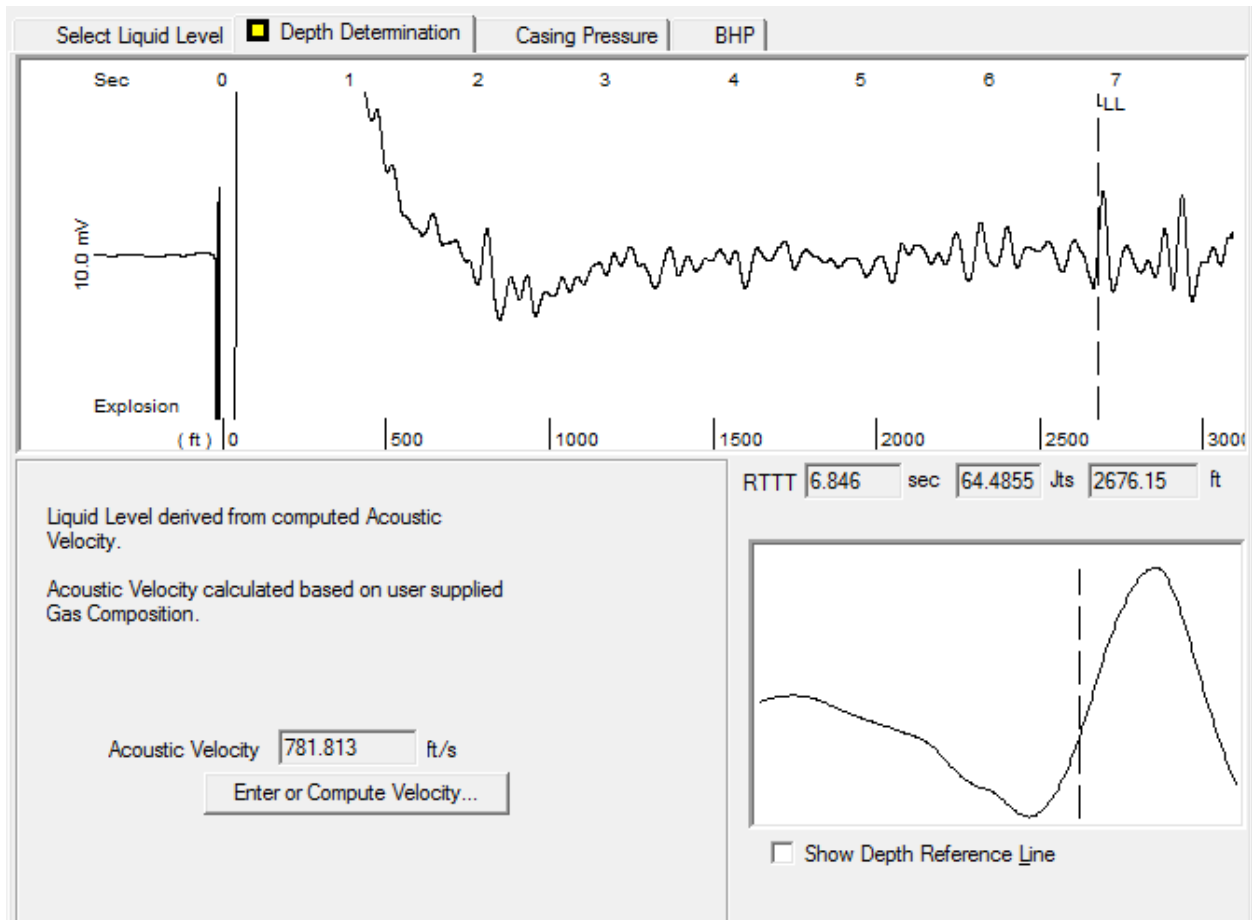 Select Liquid Level Depth Determination Casing Pressure BHP
Sec 0 1 2 3 4 5 6 7
LL
10.0 mV
Explosion
( ft ) 0 500 1000 1500 2000 2500 3000
RTTT 6.846 sec 64.4855 Jts 2676.15 ft
Liquid Level derived from computed Acoustic
Velocity.
Acoustic Velocity calculated based on user supplied
Gas Composition.
Acoustic Velocity 781.813 ft/s
Enter or Compute Velocity...
Show Depth Reference Line